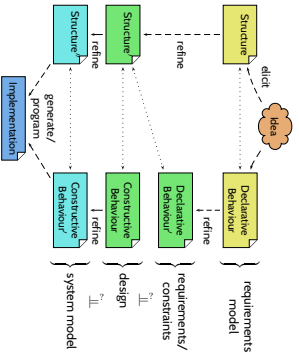 Idea
elicit
Structure
Declarative
Behaviour
requirements
model
refine
refine
Declarative
Behaviour'
requirements/
constraints
⊨?
Structure'
Constructive
Behaviour
design
refine
refine
⊨?
Structure''
Constructive
Behaviour'
system model
generate/
program
Implementation